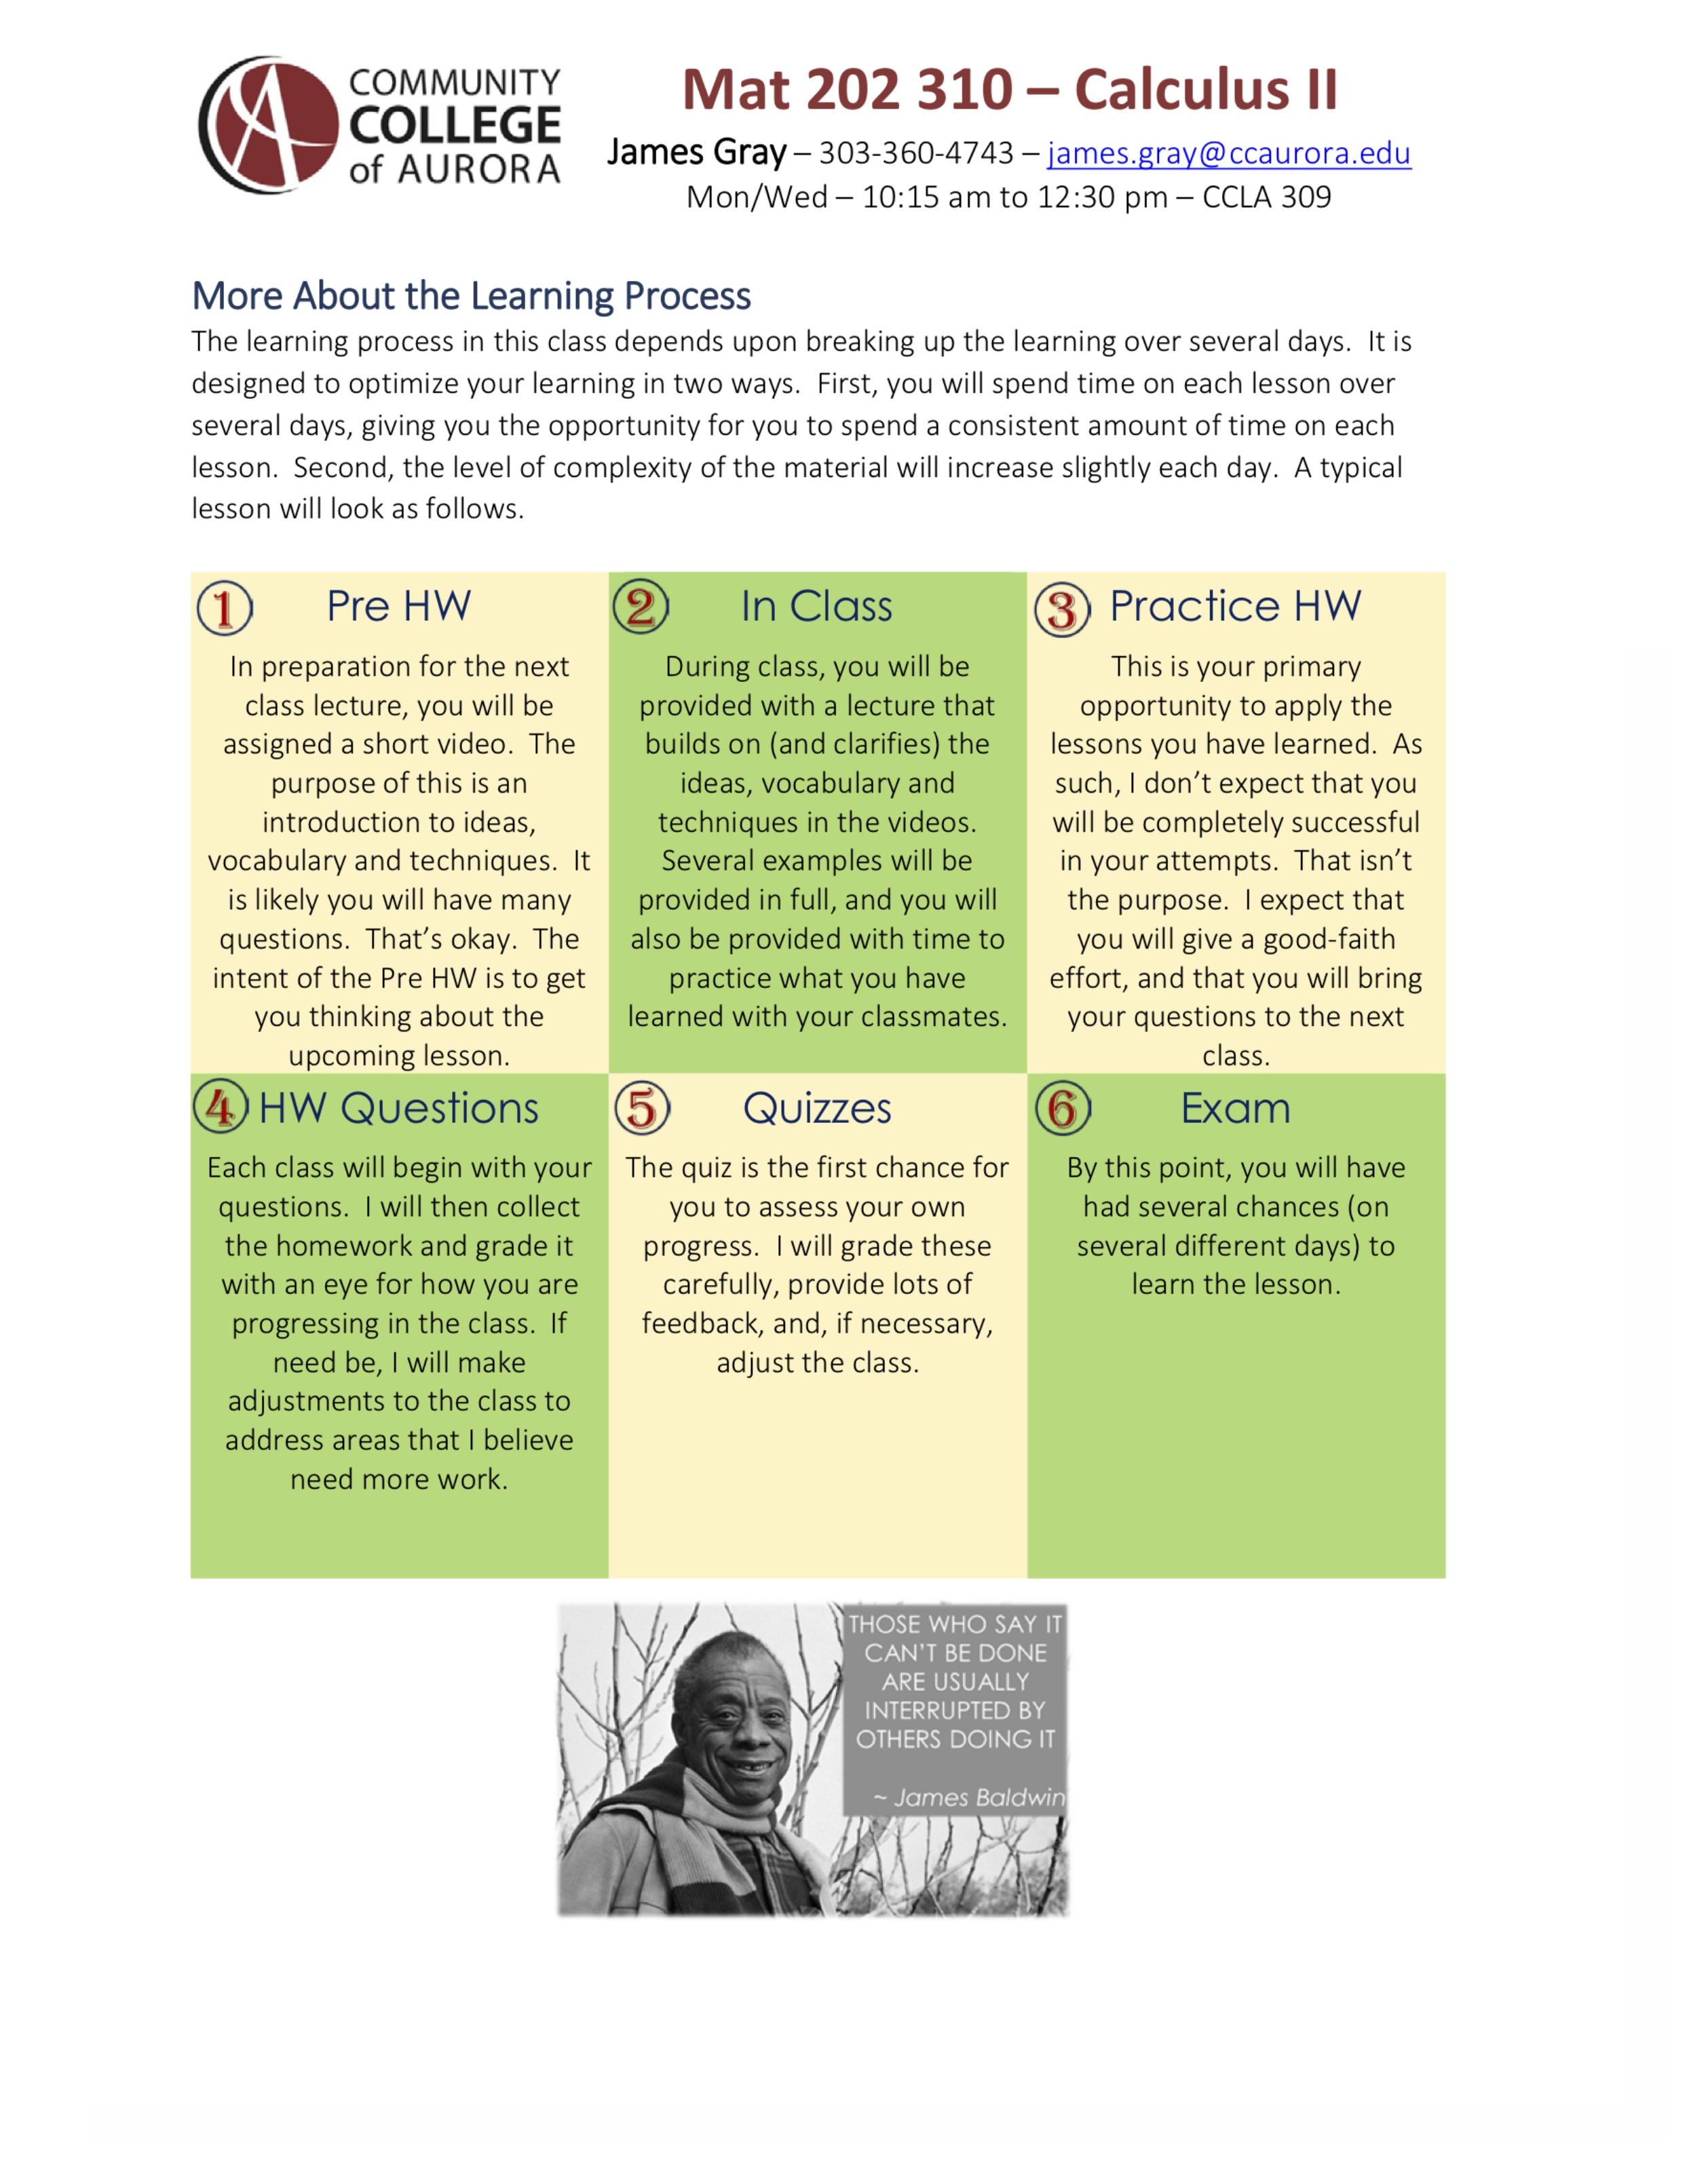 COMMUNITY
COLLEGE
of AURORA
Mat 202 310 – Calculus II
James Gray – 303-360-4743 – james.gray@ccaurora.edu
Mon/Wed – 10:15 am to 12:30 pm – CCLA 309
More About the Learning Process
The learning process in this class depends upon breaking up the learning over several days.  It is
designed to optimize your learning in two ways.  First, you will spend time on each lesson over
several days, giving you the opportunity for you to spend a consistent amount of time on each
lesson.  Second, the level of complexity of the material will increase slightly each day.  A typical
lesson will look as follows.
1 Pre HW
In preparation for the next
class lecture, you will be
assigned a short video.  The
purpose of this is an
introduction to ideas,
vocabulary and techniques.  It
is likely you will have many
questions.  That's okay.  The
intent of the Pre HW is to get
you thinking about the
upcoming lesson.
2 In Class
During class, you will be
provided with a lecture that
builds on (and clarifies) the
ideas, vocabulary and
techniques in the videos.
Several examples will be
provided in full, and you will
also be provided with time to
practice what you have
learned with your classmates.
3 Practice HW
This is your primary
opportunity to apply the
lessons you have learned.  As
such, I don't expect that you
will be completely successful
in your attempts.  That isn't
the purpose.  I expect that
you will give a good-faith
effort, and that you will bring
your questions to the next
class.
4 HW Questions
Each class will begin with your
questions.  I will then collect
the homework and grade it
with an eye for how you are
progressing in the class.  If
need be, I will make
adjustments to the class to
address areas that I believe
need more work.
5 Quizzes
The quiz is the first chance for
you to assess your own
progress.  I will grade these
carefully, provide lots of
feedback, and, if necessary,
adjust the class.
6 Exam
By this point, you will have
had several chances (on
several different days) to
learn the lesson.
THOSE WHO SAY IT
CAN'T BE DONE
ARE USUALLY
INTERRUPTED BY
OTHERS DOING IT
~ James Baldwin